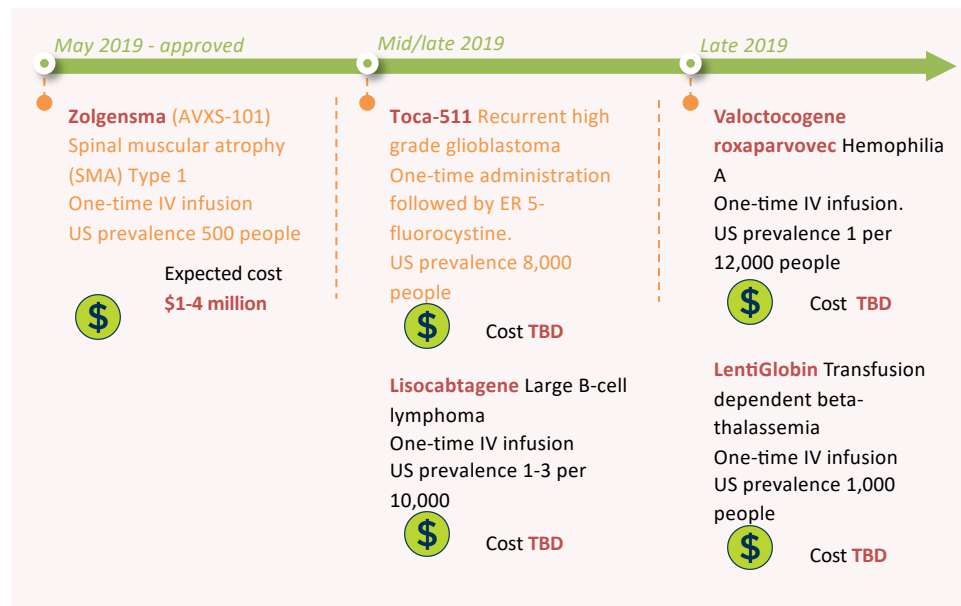 May 2019 - approved
Zolgensma (AVXS-101)
Spinal muscular atrophy
(SMA) Type 1
One-time IV infusion
US prevalence 500 people
Expected cost
$1-4 million
$
Mid/late 2019
Toca-511 Recurrent high
grade glioblastoma
One-time administration
followed by ER 5-
fluorocystine.
US prevalence 8,000
people
$
Cost TBD
Lisocabtagene Large B-cell
lymphoma
One-time IV infusion
US prevalence 1-3 per
10,000
$
Cost TBD
Late 2019
Valoctocogene
roxaparvovec Hemophilia
A
One-time IV infusion.
US prevalence 1 per
12,000 people
$
Cost TBD
LentiGlobin Transfusion
dependent beta-
thalassemia
One-time IV infusion
US prevalence 1,000
people
$
Cost TBD